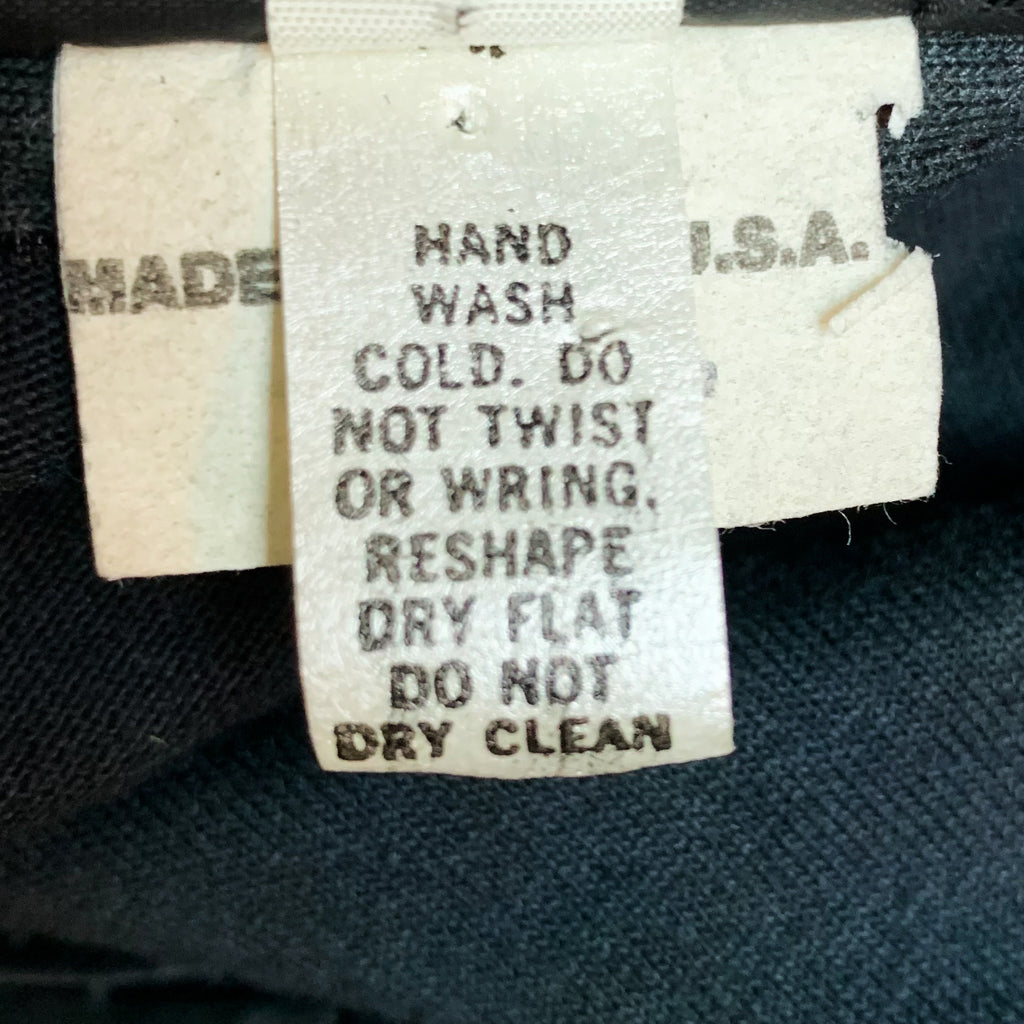 HAND
WASH
COLD. DO
NOT TWIST
OR WRING.
RESHAPE
DRY FLAT
DO NOT
DRY CLEAN
MADE
U.S.A.